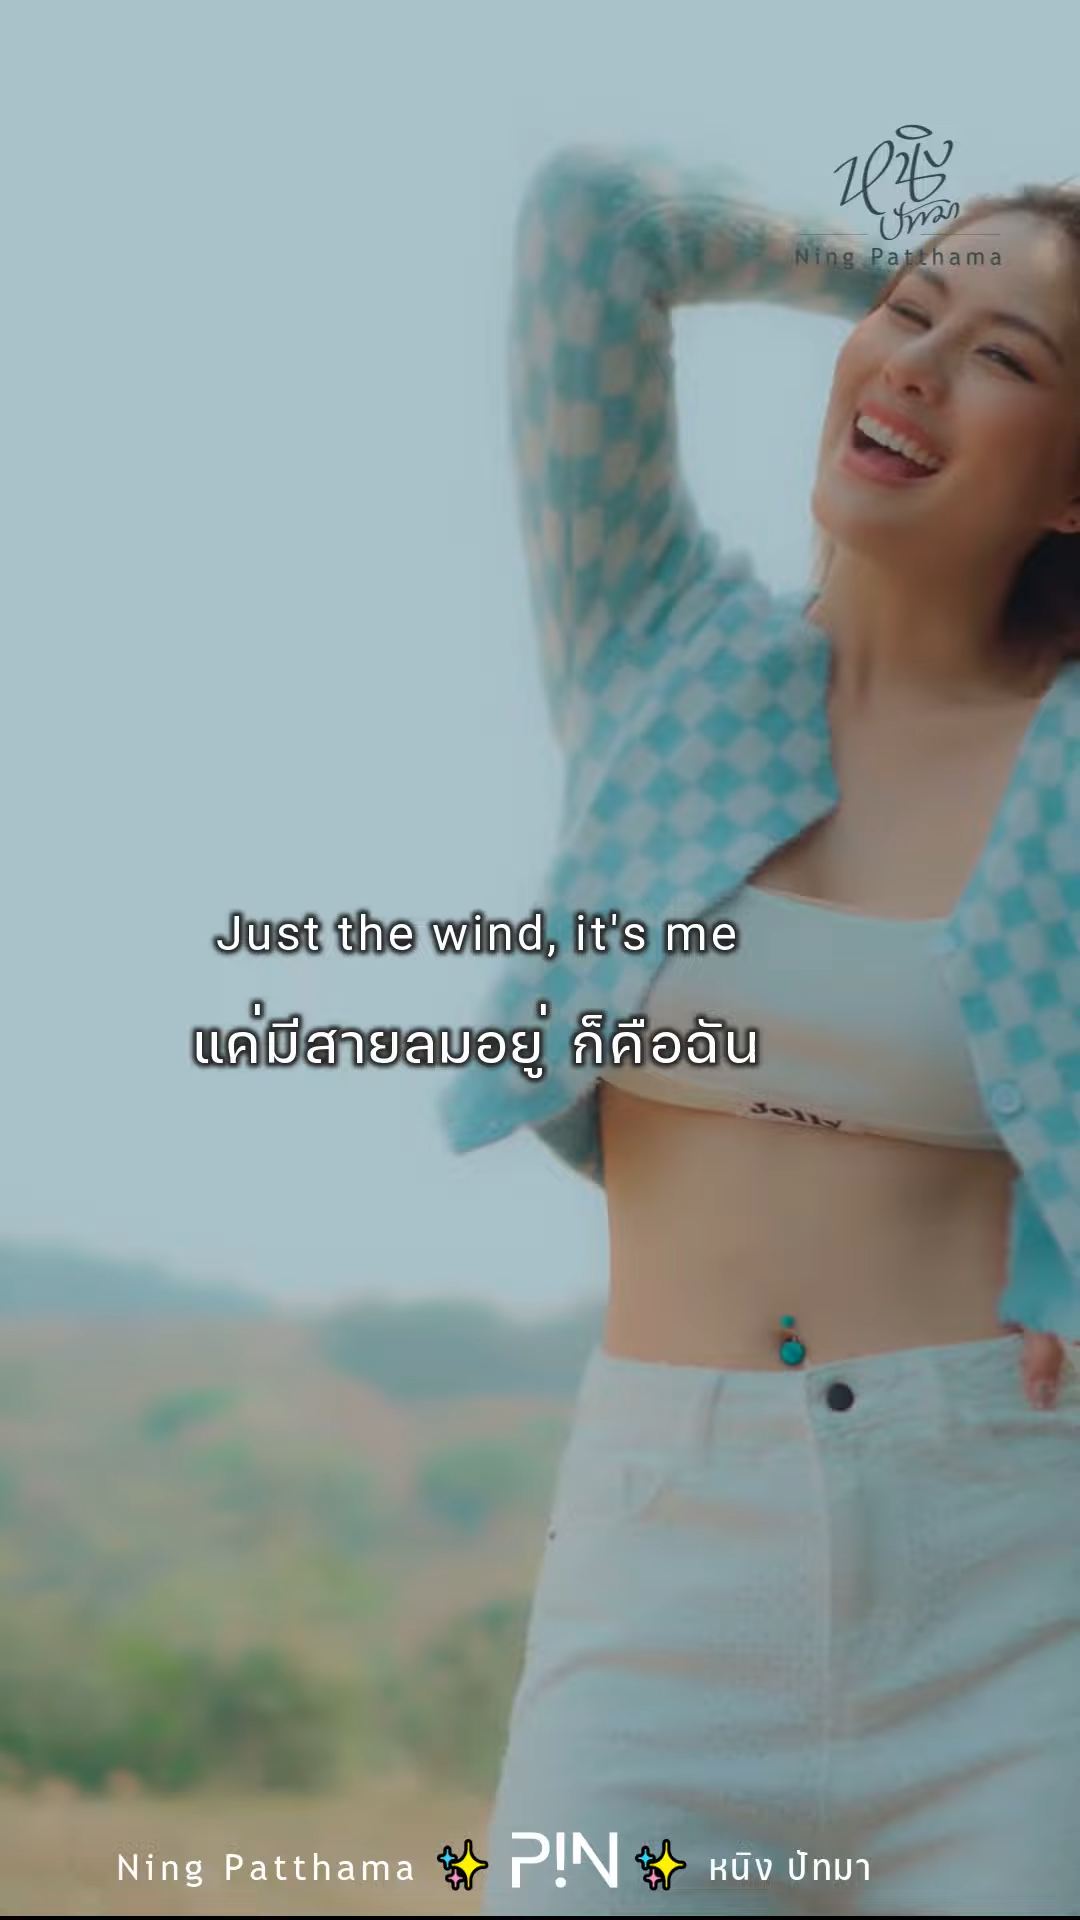 หนิง
ปัทมา
Ning Patthama
Just the wind, it's me
แค่มีสายลมอยู่ ก็คือฉัน
Jelly
Ning Patthama ✨ P!N ✨ หนิง ปัทมา